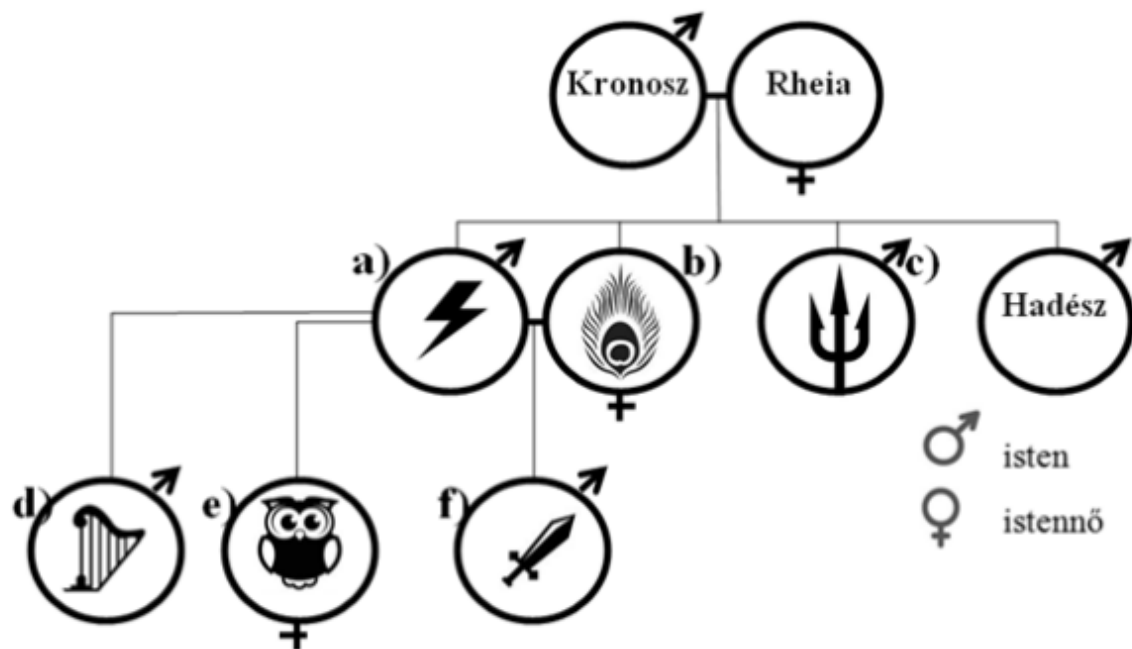 Kronosz
Rheia
a)
b)
c)
Hadész
isten
istennő
d)
e)
f)